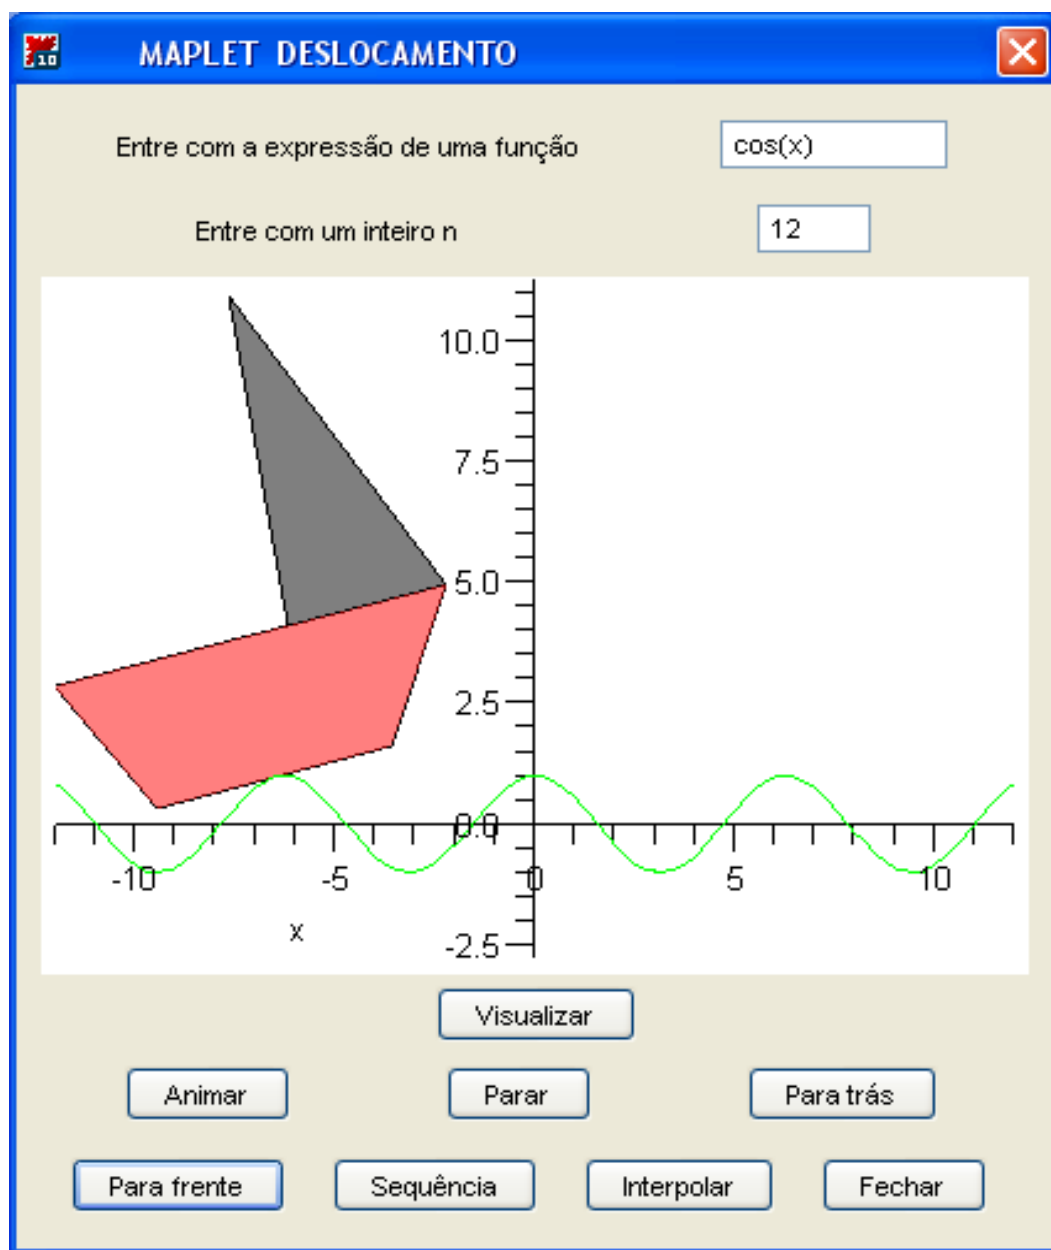 10 MAPLET DESLOCAMENTO
Entre com a expressão de uma função cos(x)
Entre com um inteiro n 12
10.0
7.5
5.0
2.5
0.0
-10 -5 0 5 10
x
-2.5
Visualizar
Animar Parar Para trás
Para frente Sequência Interpolar Fechar